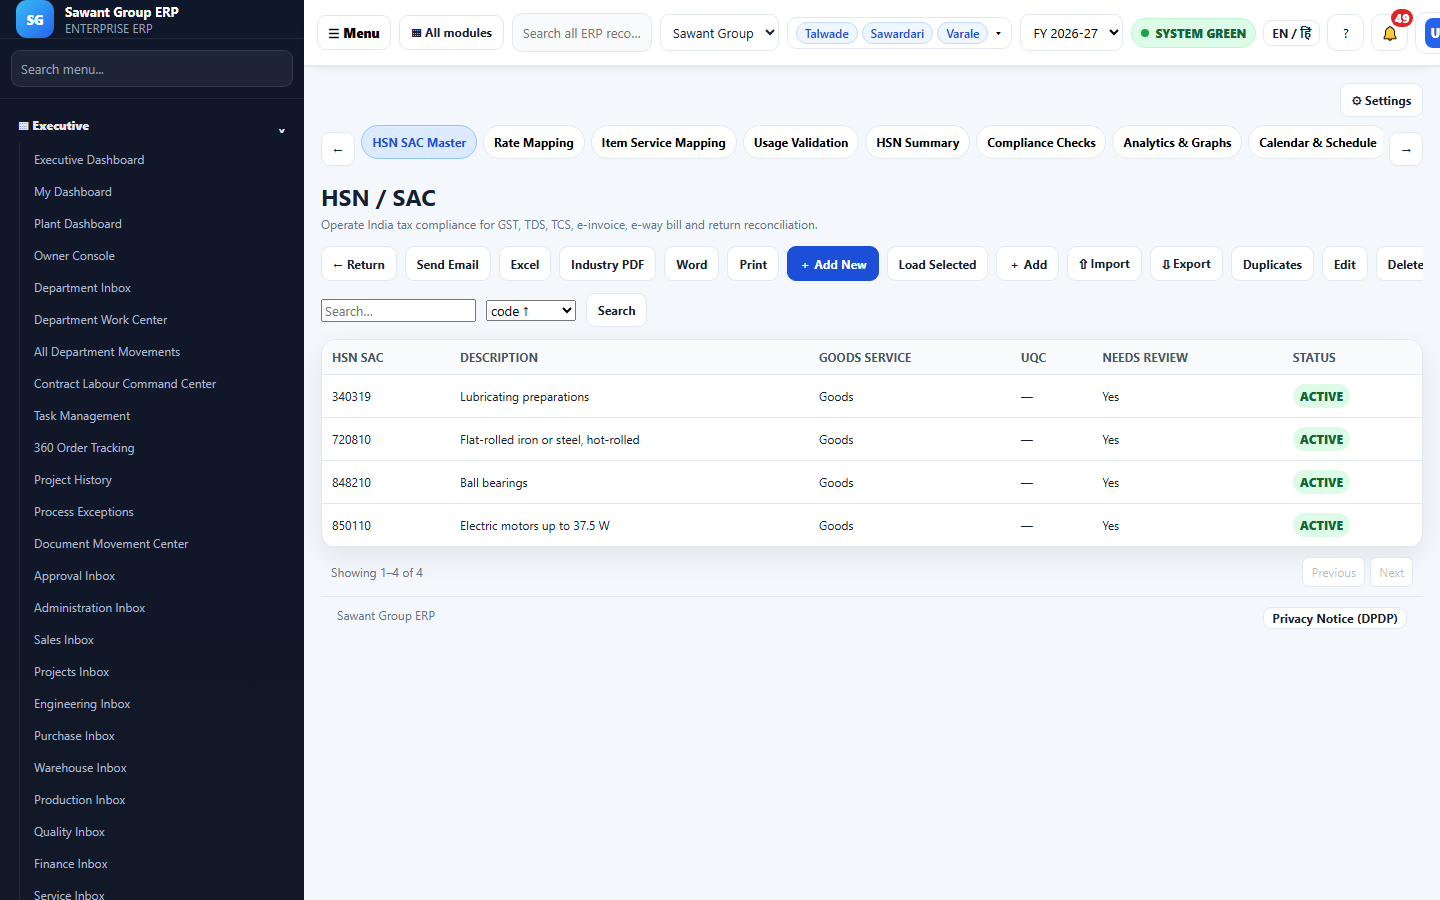 SG
Sawant Group ERP
ENTERPRISE ERP
Search menu...
Executive
Executive Dashboard
My Dashboard
Plant Dashboard
Owner Console
Department Inbox
Department Work Center
All Department Movements
Contract Labour Command Center
Task Management
360 Order Tracking
Project History
Process Exceptions
Document Movement Center
Approval Inbox
Administration Inbox
Sales Inbox
Projects Inbox
Engineering Inbox
Purchase Inbox
Warehouse Inbox
Production Inbox
Quality Inbox
Finance Inbox
Service Inbox
☰ Menu
All modules
Search all ERP reco...
Sawant Group
Talwade
Sawardari
Varale
FY 2026-27
SYSTEM GREEN
EN / हिं
?
49
U
⚙ Settings
←
HSN SAC Master
Rate Mapping
Item Service Mapping
Usage Validation
HSN Summary
Compliance Checks
Analytics & Graphs
Calendar & Schedule
→
HSN / SAC
Operate India tax compliance for GST, TDS, TCS, e-invoice, e-way bill and return reconciliation.
← Return
Send Email
Excel
Industry PDF
Word
Print
+ Add New
Load Selected
+ Add
⇧ Import
⇩ Export
Duplicates
Edit
Delete
Search...
code ↑
Search
HSN SAC DESCRIPTION GOODS SERVICE UQC NEEDS REVIEW STATUS
340319 Lubricating preparations Goods — Yes ACTIVE
720810 Flat-rolled iron or steel, hot-rolled Goods — Yes ACTIVE
848210 Ball bearings Goods — Yes ACTIVE
850110 Electric motors up to 37.5 W Goods — Yes ACTIVE
Showing 1–4 of 4
Previous
Next
Sawant Group ERP
Privacy Notice (DPDP)